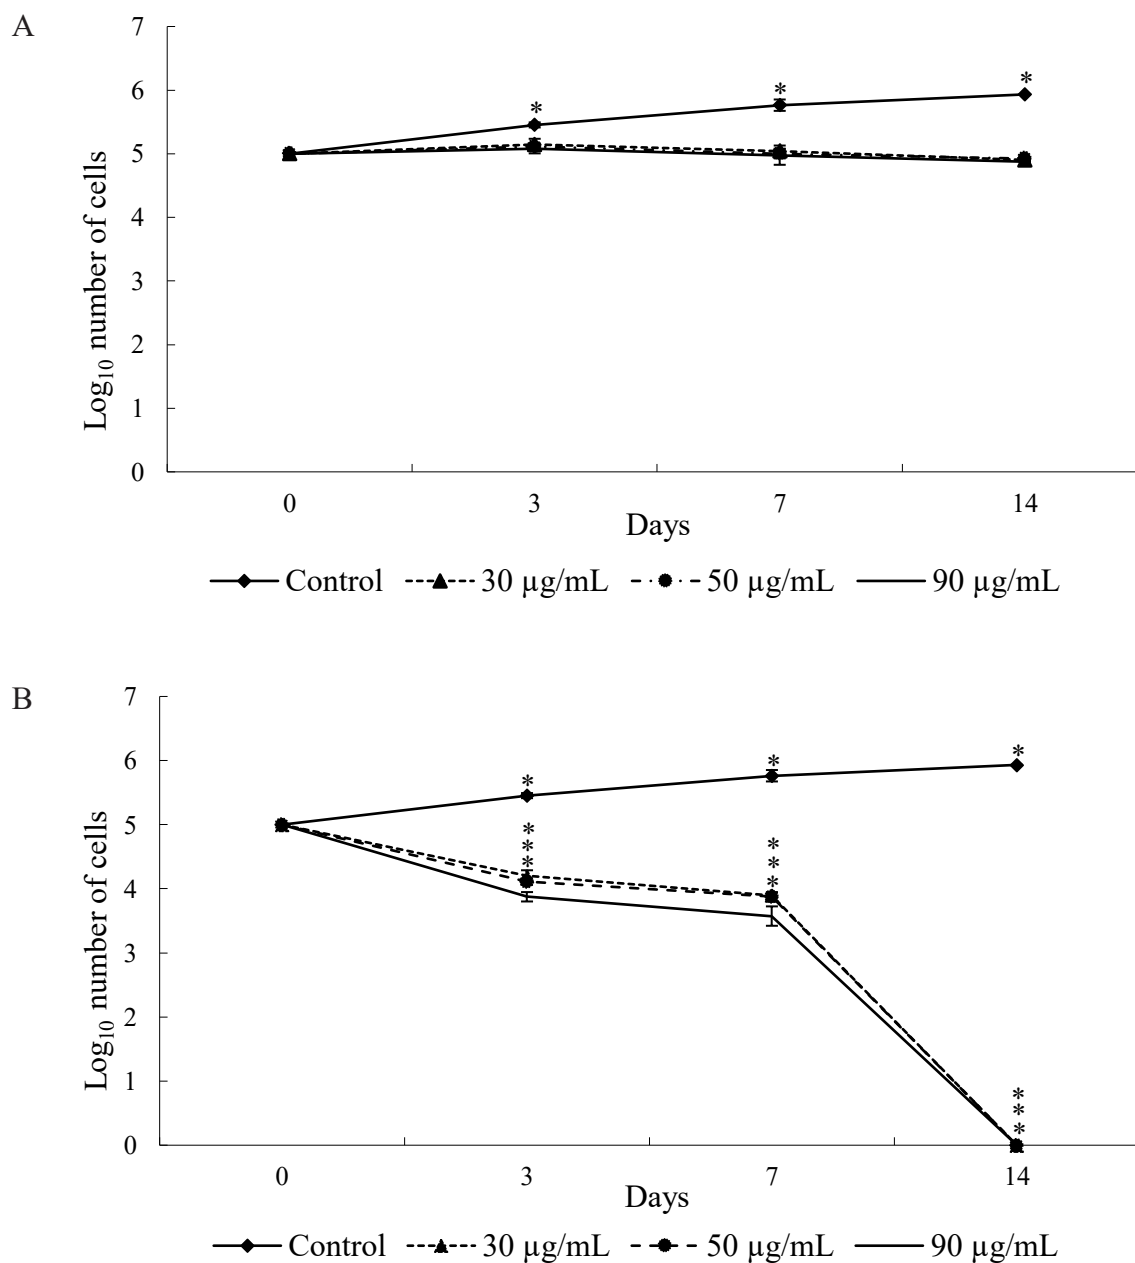 A
7
6
5
4
3
2
1
0
Log₁₀ number of cells
* * *
0 3 7 14
Days
Control 30 µg/mL 50 µg/mL 90 µg/mL
B
7
6
5
4
3
2
1
0
Log₁₀ number of cells
* * *
* * *
* * *
* * *
0 3 7 14
Days
Control 30 µg/mL 50 µg/mL 90 µg/mL